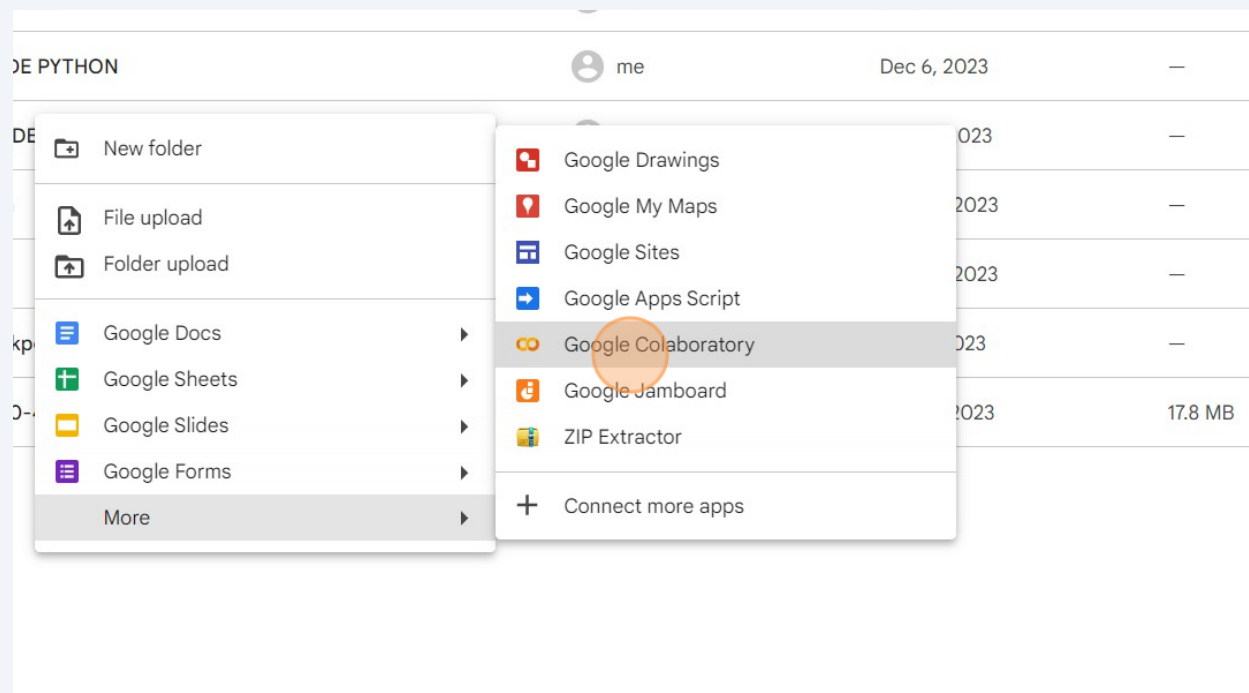 DE PYTHON me Dec 6, 2023 —
DE 023 —
New folder
Google Drawings
File upload
Google My Maps 2023 —
Folder upload
Google Sites
2023 —
Google Apps Script
Google Docs
Google Colaboratory 023 —
Google Sheets
Google Jamboard
Google Slides
ZIP Extractor 2023 17.8 MB
Google Forms
More
Connect more apps